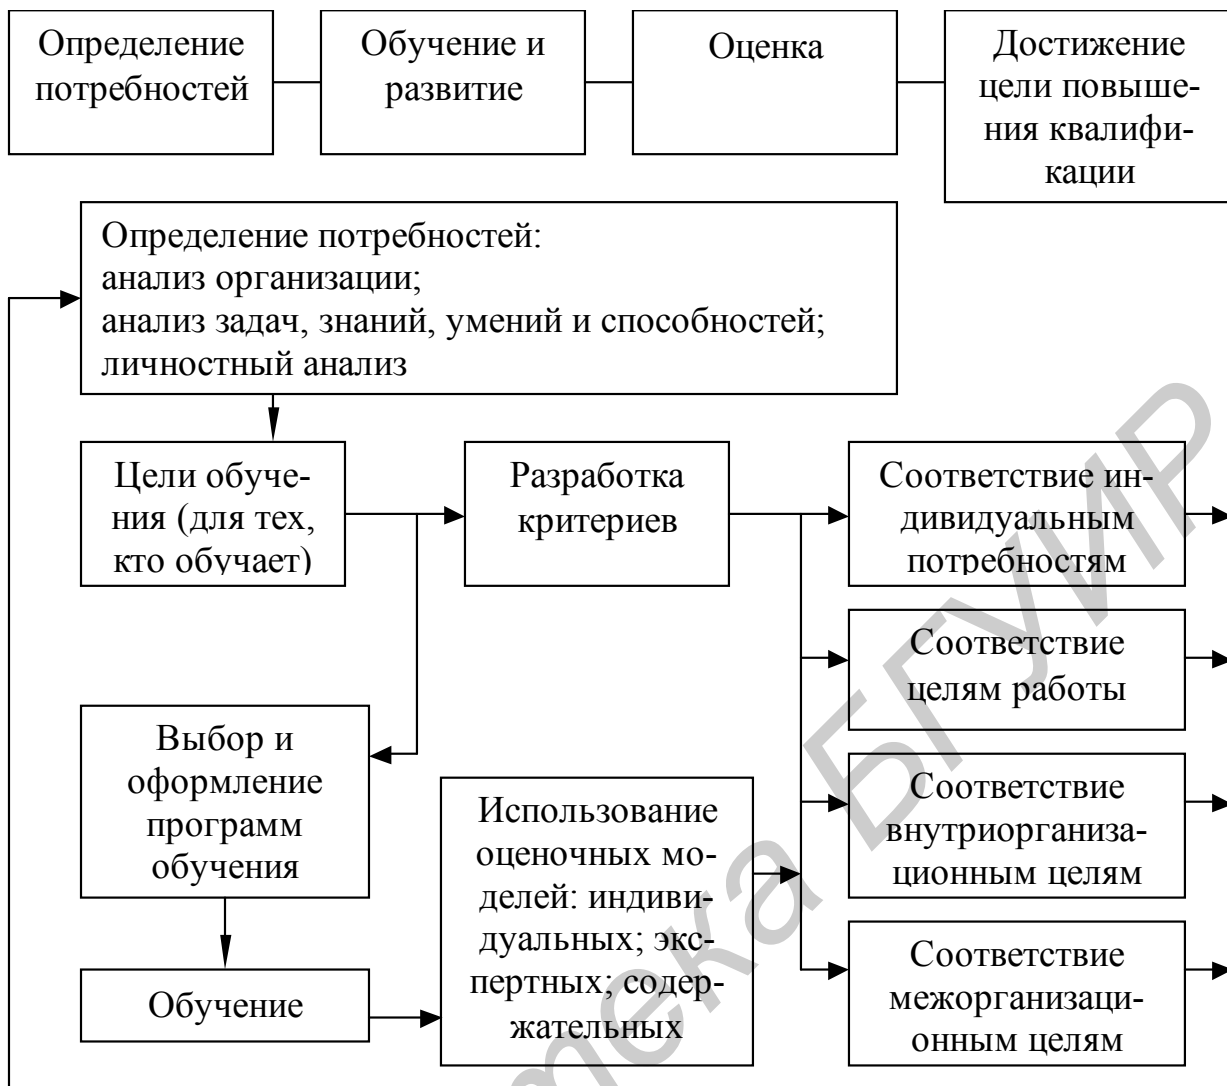 Определение
потребностей
Обучение и
развитие
Оценка
Достижение
цели повыше-
ния квалифи-
кации
Определение потребностей:
анализ организации;
анализ задач, знаний, умений и способностей;
личностный анализ
Цели обуче-
ния (для тех,
кто обучает)
Разработка
критериев
Соответствие ин-
дивидуальным
потребностям
Соответствие
целям работы
Выбор и
оформление
программ
обучения
Использование
оценочных мо-
делей: индиви-
дуальных; экс-
пертных; содер-
жательных
Соответствие
внутриорганиза-
ционным целям
Обучение
Соответствие
межорганизаци-
онным целям
тека БГУИР